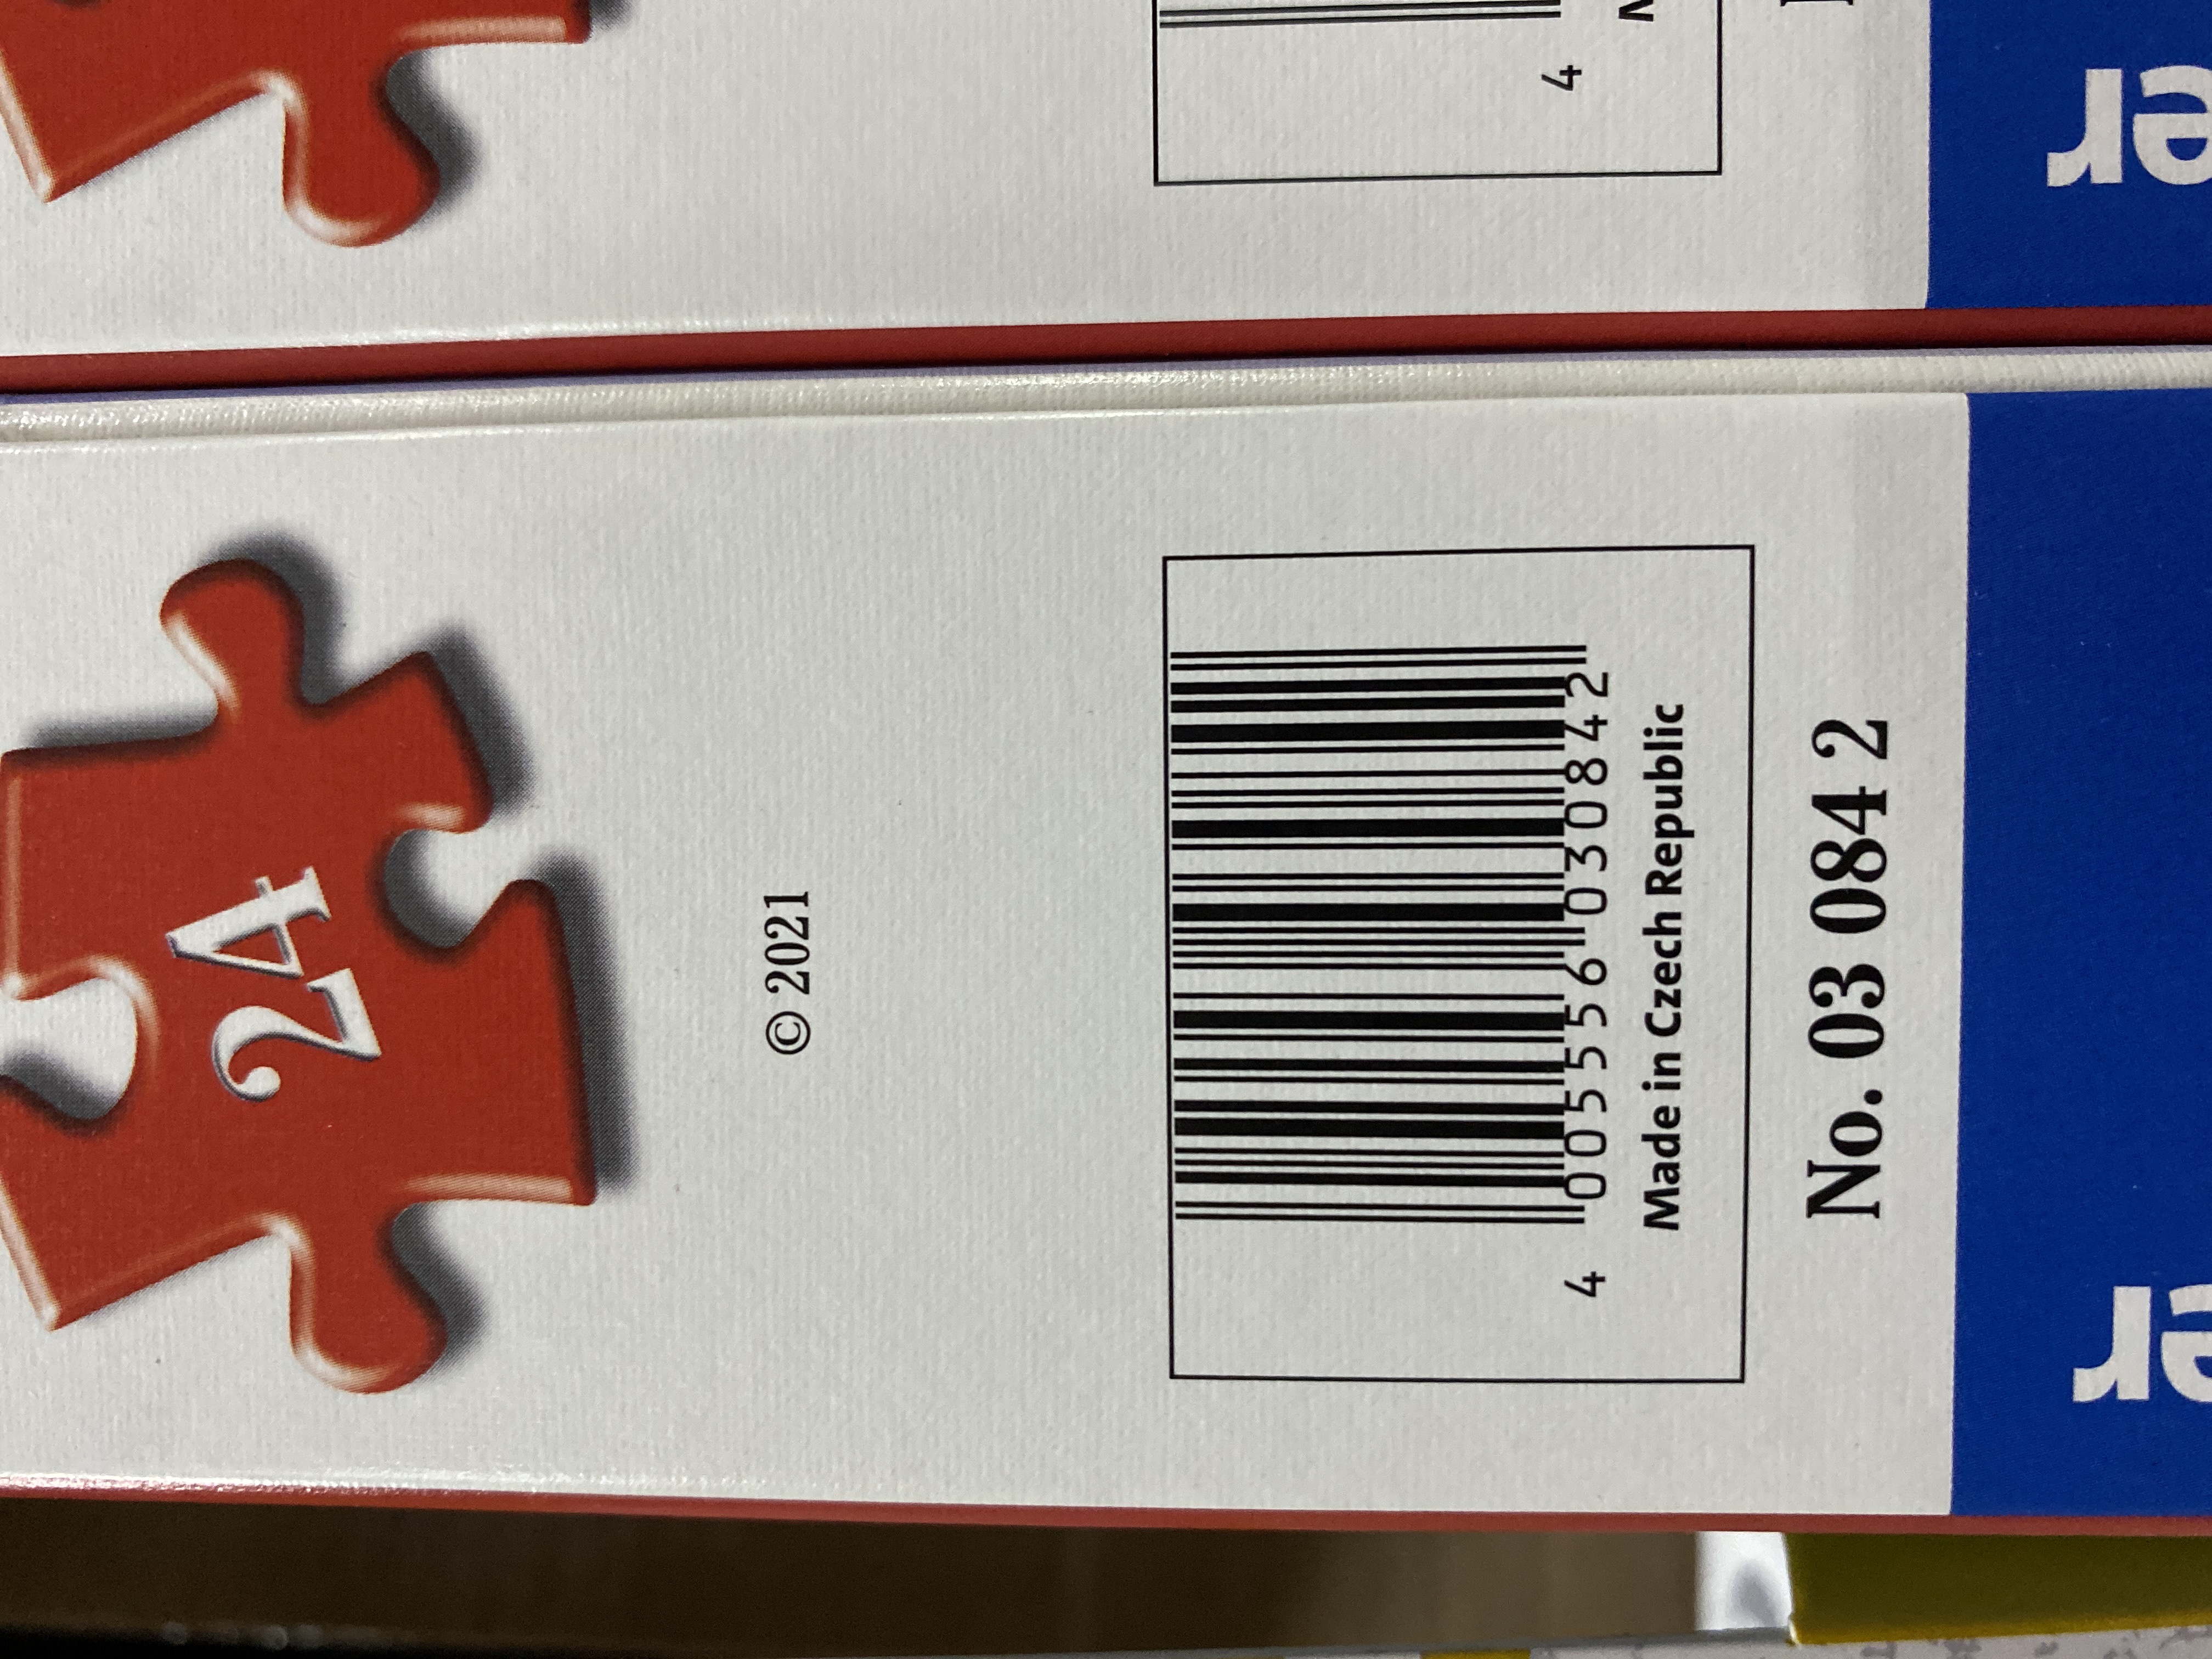 4
er
24
© 2021
4 005556 030842
Made in Czech Republic
No. 03 084 2
er